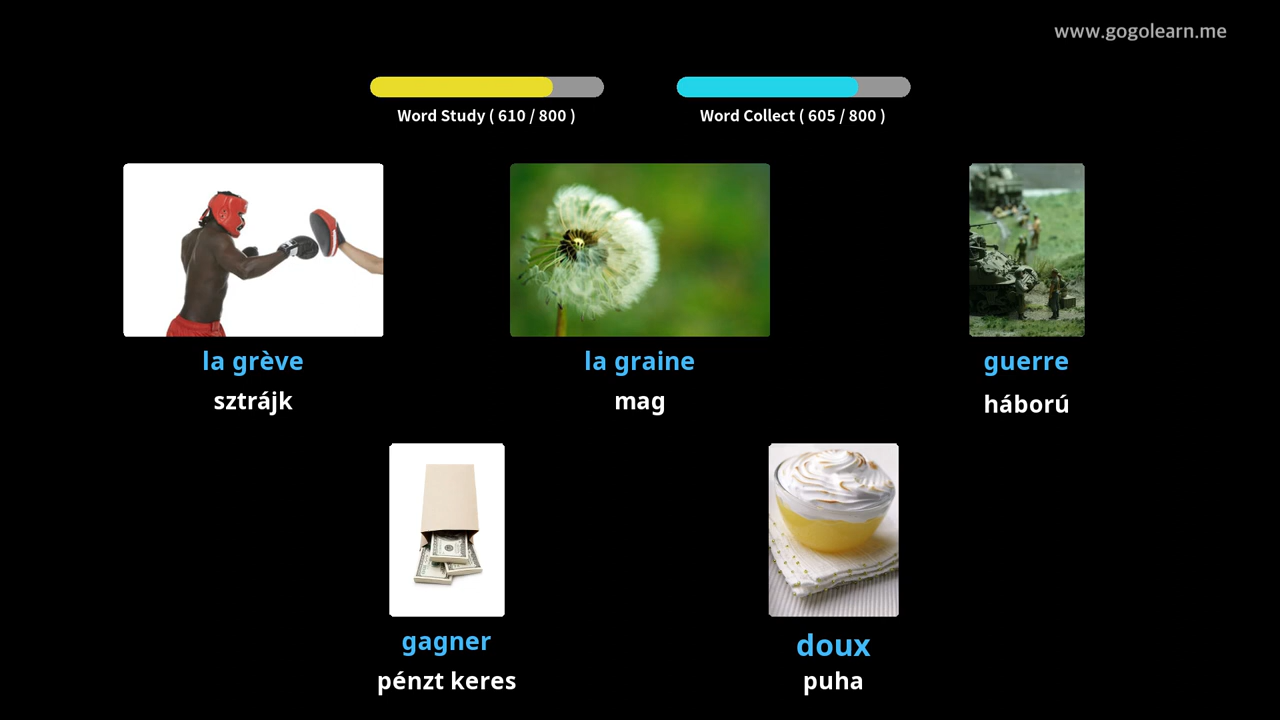 www.gogolearn.me
Word Study ( 610 / 800 )
Word Collect ( 605 / 800 )
la grève
sztrájk
la graine
mag
guerre
háború
gagner
pénzt keres
doux
puha